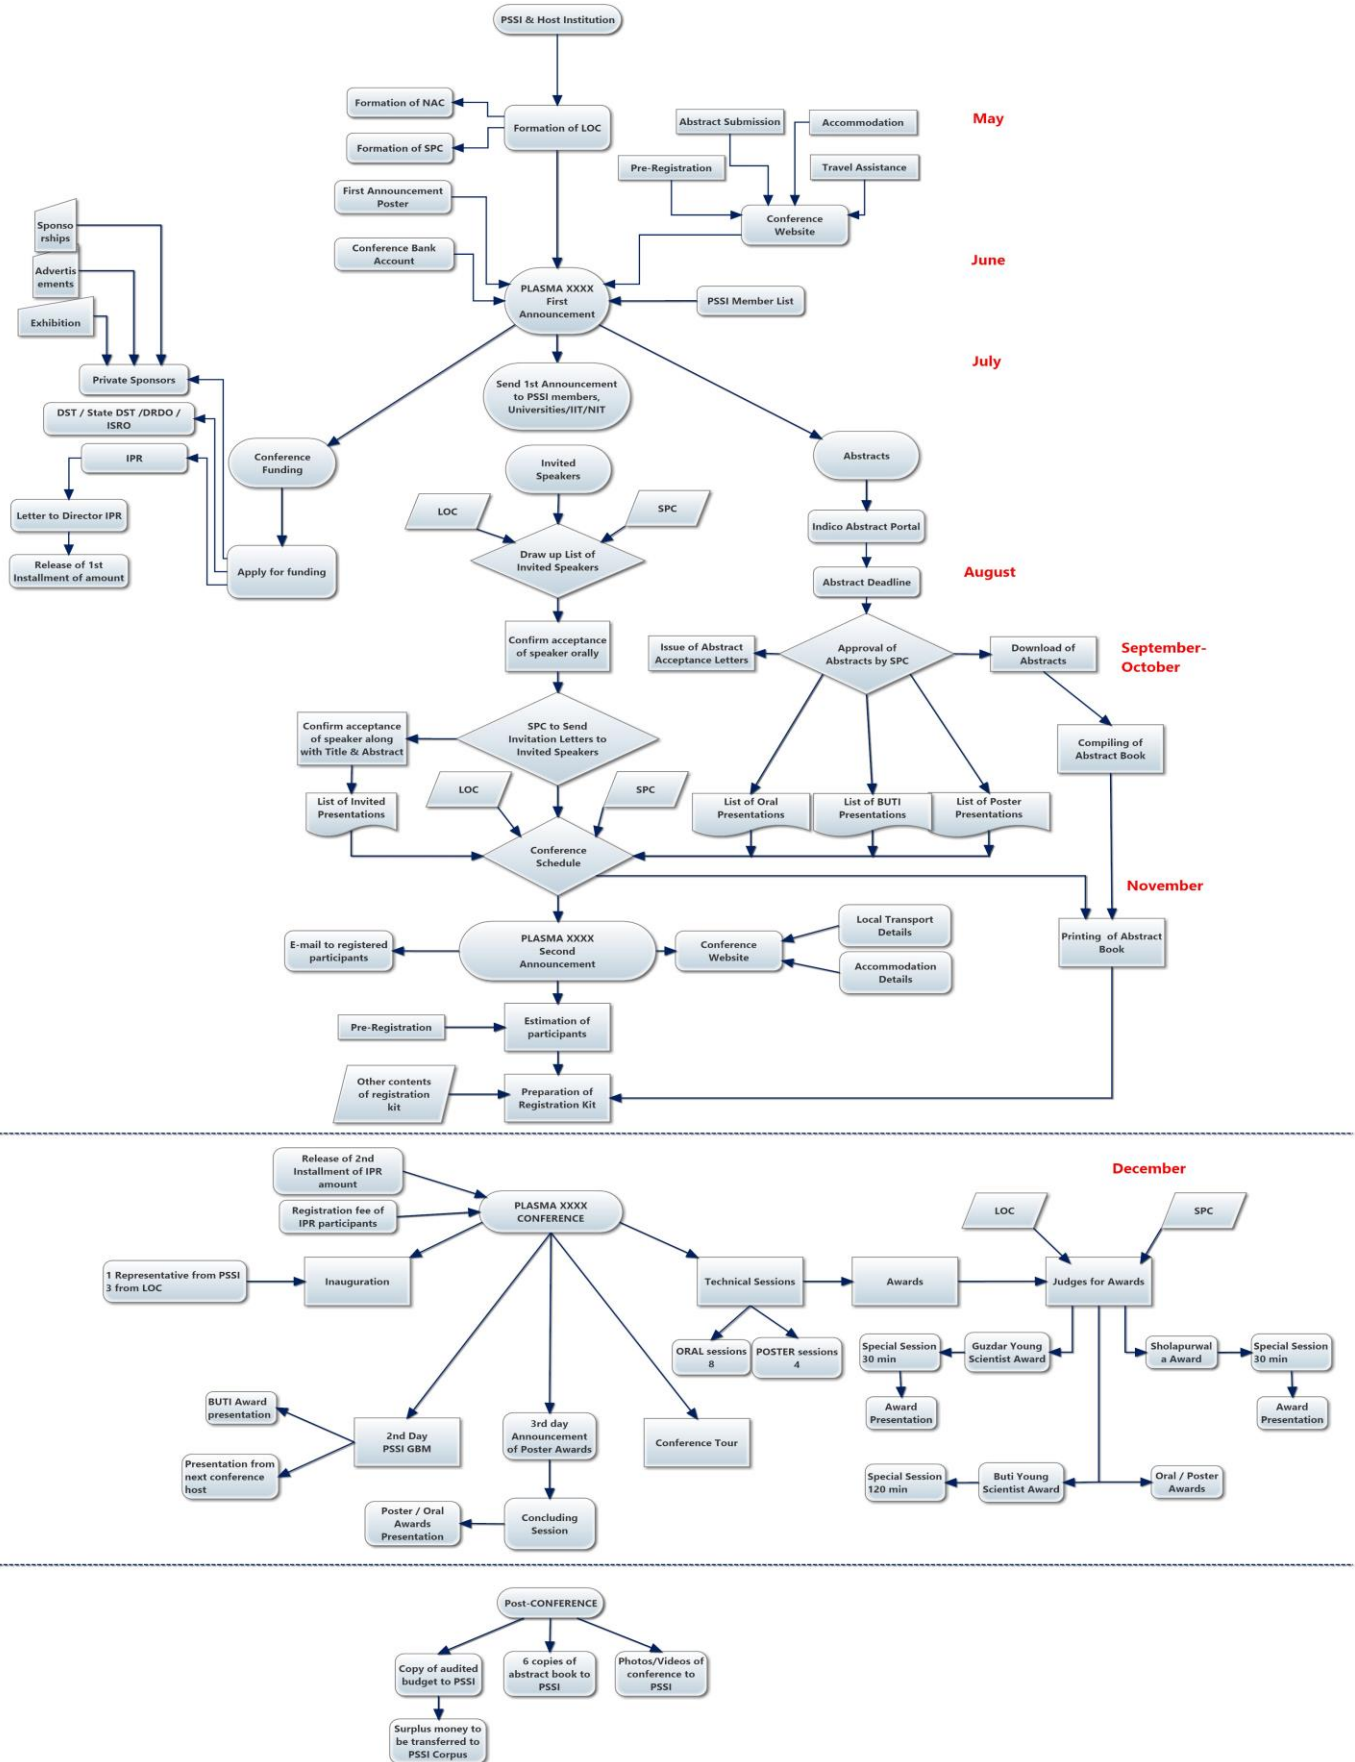 PSSI & Host Institution
Formation of NAC
Formation of LOC
Formation of SPC
Abstract Submission
Accommodation
May
Pre-Registration
Travel Assistance
First Announcement
Poster
Conference
Website
Conference Bank
Account
June
Sponso
rships
Advertis
ements
Exhibition
PLASMA XXXX
First
Announcement
PSSI Member List
July
Private Sponsors
Send 1st Announcement
to PSSI members,
Universities/IIT/NIT
DST / State DST /DRDO /
ISRO
IPR
Conference
Funding
Invited
Speakers
Abstracts
Letter to Director IPR
LOC
SPC
Indico Abstract Portal
Release of 1st
Installment of amount
Apply for funding
Draw up List of
Invited Speakers
Abstract Deadline
August
Confirm acceptance
of speaker orally
Issue of Abstract
Acceptance Letters
Approval of
Abstracts by SPC
Download of
Abstracts
September-
October
Confirm acceptance
of speaker along
with Title & Abstract
SPC to Send
Invitation Letters to
Invited Speakers
Compiling of
Abstract Book
LOC
SPC
List of Invited
Presentations
List of Oral
Presentations
List of BUTI
Presentations
List of Poster
Presentations
Conference
Schedule
November
E-mail to registered
participants
PLASMA XXXX
Second
Announcement
Conference
Website
Local Transport
Details
Accommodation
Details
Printing of Abstract
Book
Pre-Registration
Estimation of
participants
Other contents
of registration
kit
Preparation of
Registration Kit
Release of 2nd
Installment of IPR
amount
December
Registration fee of
IPR participants
PLASMA XXXX
CONFERENCE
LOC
SPC
1 Representative from PSSI
3 from LOC
Inauguration
Technical Sessions
Awards
Judges for Awards
ORAL sessions
8
POSTER sessions
4
Special Session
30 min
Guzdar Young
Scientist Award
Sholapurwal
a Award
Special Session
30 min
Award
Presentation
Award
Presentation
BUTI Award
presentation
2nd Day
PSSI GBM
3rd day
Announcement
of Poster Awards
Conference Tour
Presentation from
next conference
host
Special Session
120 min
Buti Young
Scientist Award
Oral / Poster
Awards
Poster / Oral
Awards
Presentation
Concluding
Session
Post-CONFERENCE
Copy of audited
budget to PSSI
6 copies of
abstract book to
PSSI
Photos/Videos of
conference to
PSSI
Surplus money to
be transferred to
PSSI Corpus